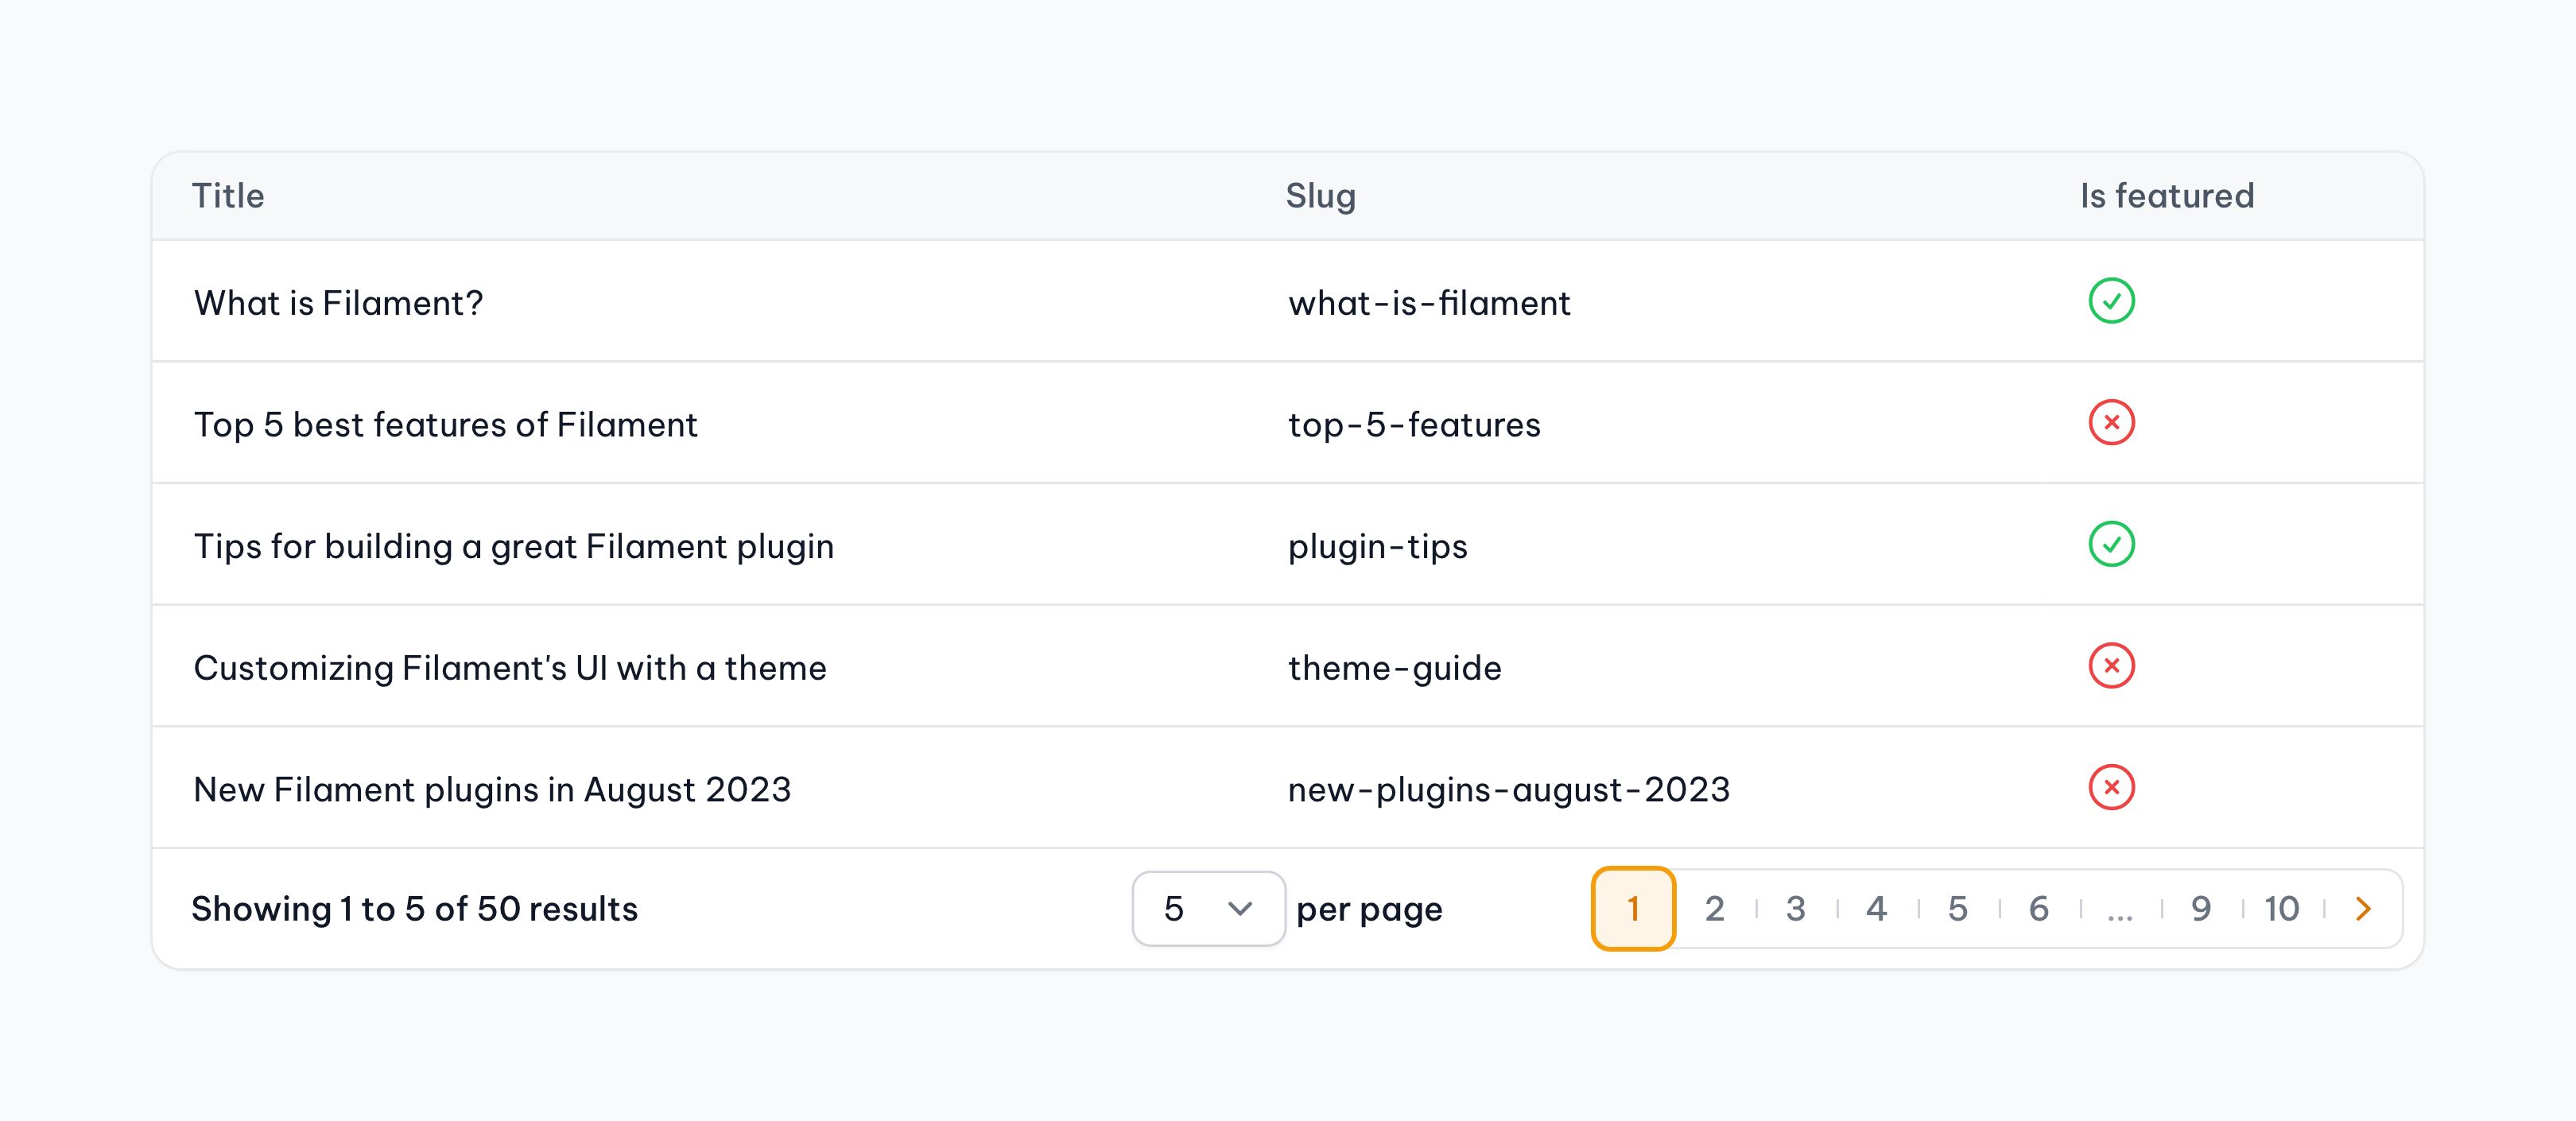 Title Slug Is featured
What is Filament? what-is-filament
Top 5 best features of Filament top-5-features
Tips for building a great Filament plugin plugin-tips
Customizing Filament's UI with a theme theme-guide
New Filament plugins in August 2023 new-plugins-august-2023
Showing 1 to 5 of 50 results 5 per page 1 2 3 4 5 6 ... 9 10